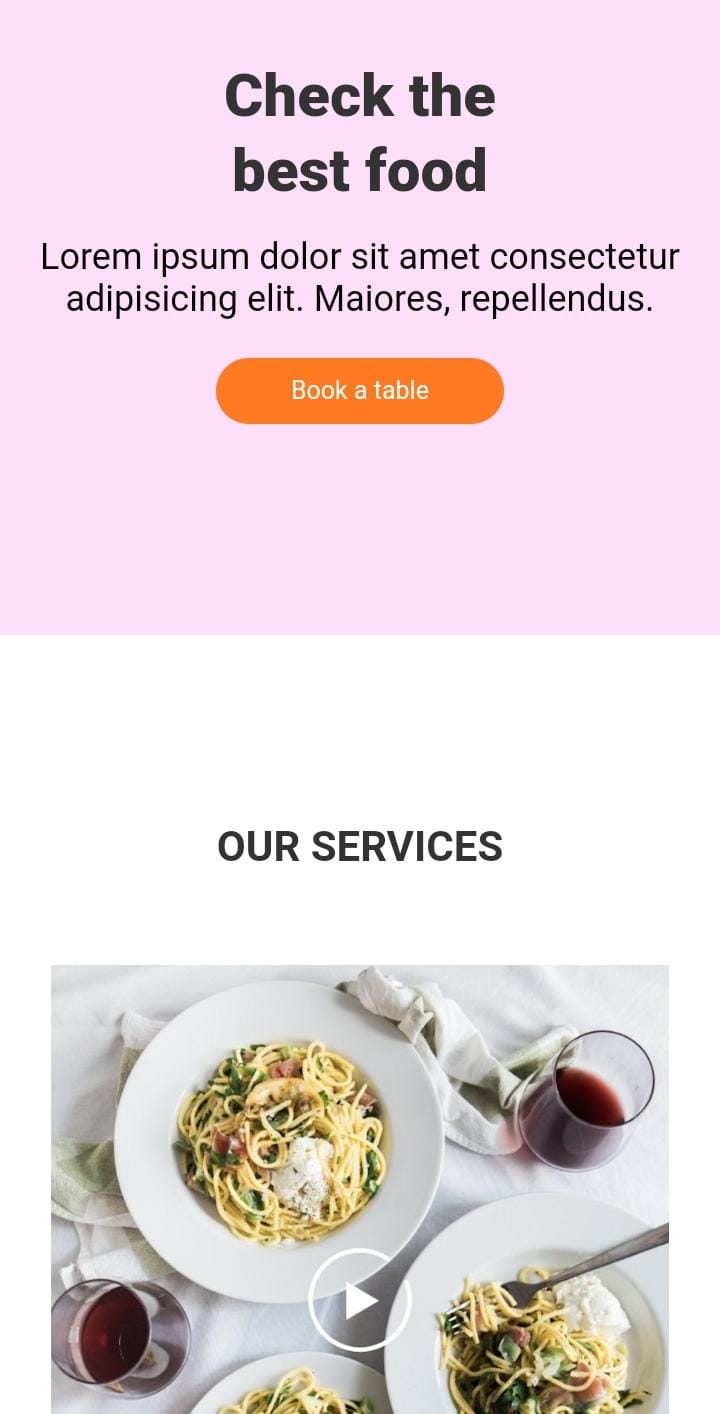 Check the
best food
Lorem ipsum dolor sit amet consectetur
adipisicing elit. Maiores, repellendus.
Book a table
OUR SERVICES